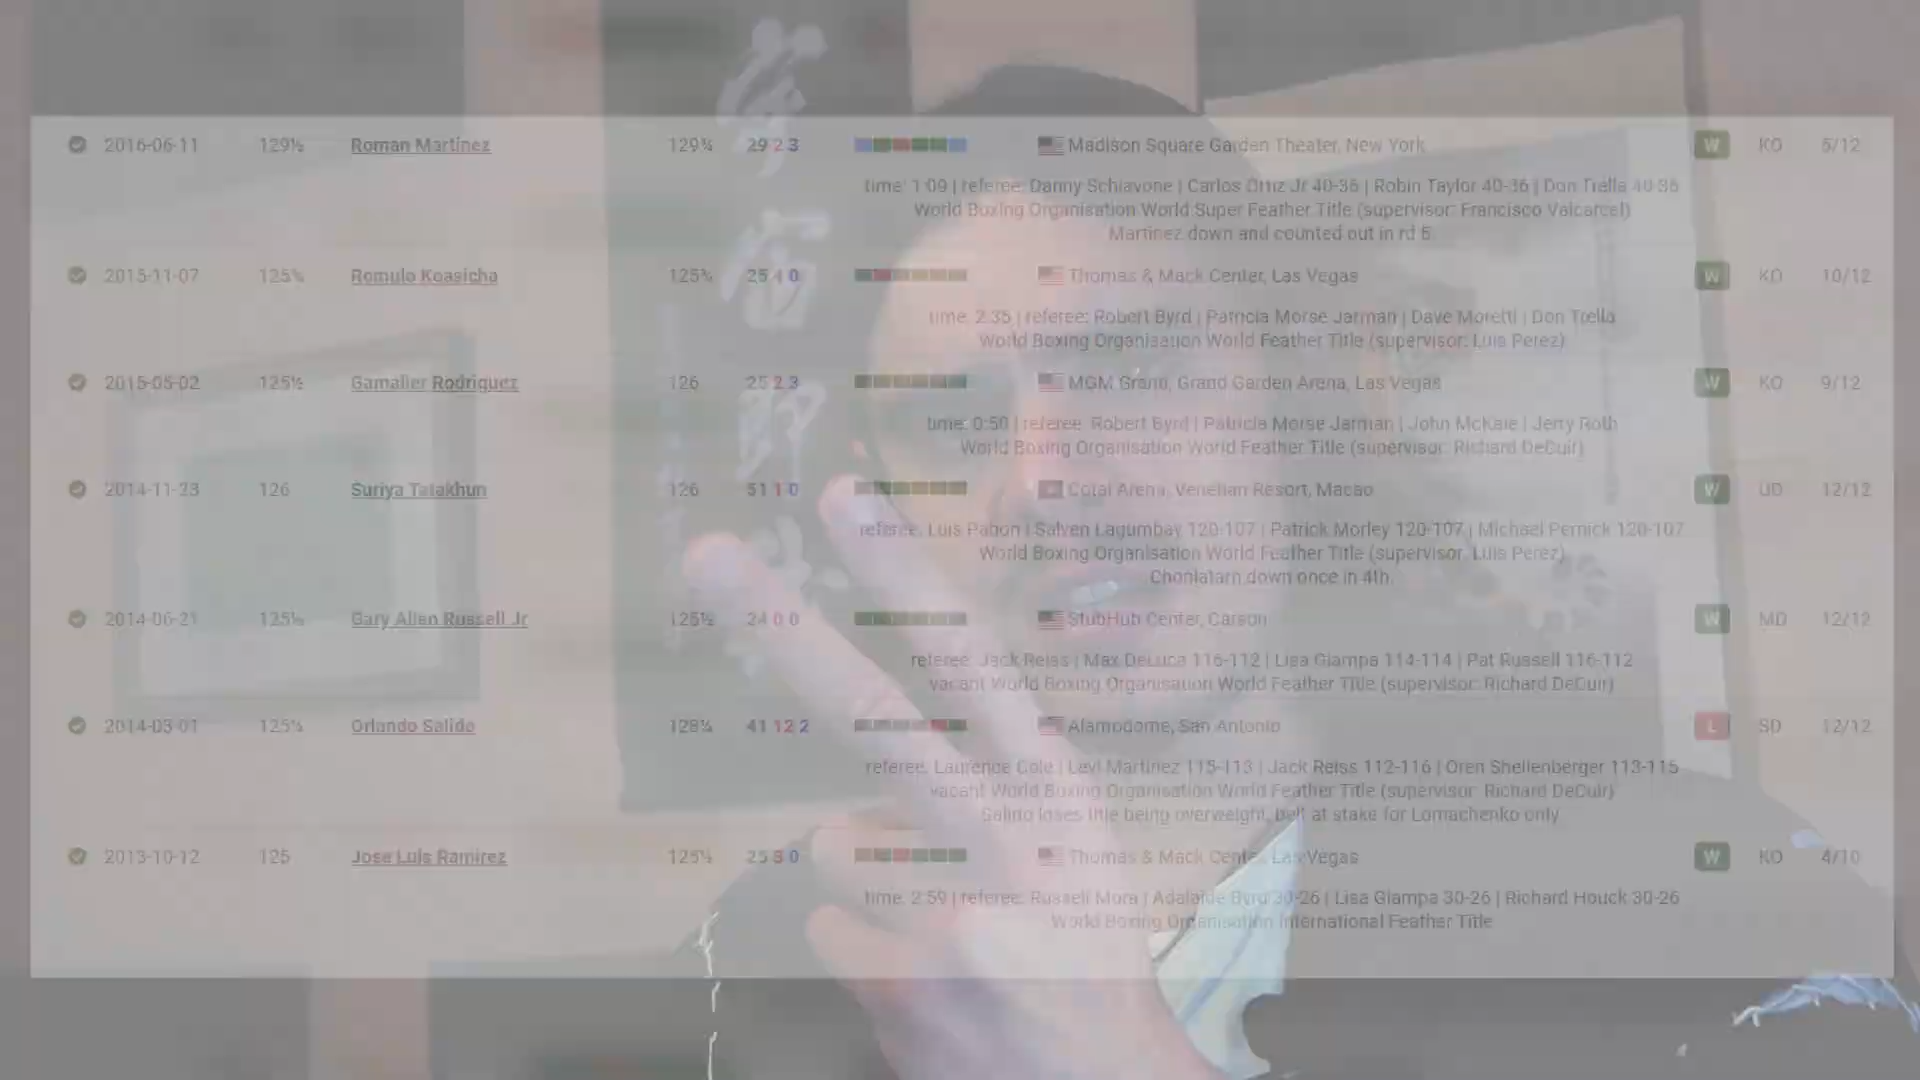 2016-06-11 129½ Roman Martinez 129¾ 29 2 3 Madison Square Garden Theater, New York W KO 5/12
time: 1:09 | referee: Danny Schiavone | Carlos Ortiz Jr 40-36 | Robin Taylor 40-36 | Don Trella 40-36
World Boxing Organisation World Super Feather Title (supervisor: Francisco Valcarcel)
Martinez down and counted out in rd 5.
2015-11-07 125¾ Romulo Koasicha 125¾ 25 4 0 Thomas & Mack Center, Las Vegas W KO 10/12
time: 2:35 | referee: Robert Byrd | Patricia Morse Jarman | Dave Moretti | Don Trella
World Boxing Organisation World Feather Title (supervisor: Luis Perez)
2015-05-02 125½ Gamalier Rodriguez 126 25 2 3 MGM Grand, Grand Garden Arena, Las Vegas W KO 9/12
time: 0:50 | referee: Robert Byrd | Patricia Morse Jarman | John McKaie | Jerry Roth
World Boxing Organisation World Feather Title (supervisor: Richard DeCuir)
2014-11-23 126 Suriya Tatakhun 126 51 1 0 Cotai Arena, Venetian Resort, Macao W UD 12/12
referee: Luis Pabon | Salven Lagumbay 120-107 | Patrick Morley 120-107 | Michael Pernick 120-107
World Boxing Organisation World Feather Title (supervisor: Luis Perez)
Chonlatarn down once in 4th.
2014-06-21 125¼ Gary Allen Russell Jr 125½ 24 0 0 StubHub Center, Carson W MD 12/12
referee: Jack Reiss | Max DeLuca 116-112 | Lisa Giampa 114-114 | Pat Russell 116-112
vacant World Boxing Organisation World Feather Title (supervisor: Richard DeCuir)
2014-03-01 125¼ Orlando Salido 128¼ 41 12 2 Alamodome, San Antonio L SD 12/12
referee: Laurence Cole | Levi Martinez 115-113 | Jack Reiss 112-116 | Oren Shellenberger 113-115
vacant World Boxing Organisation World Feather Title (supervisor: Richard DeCuir)
Salido loses title being overweight, belt at stake for Lomachenko only
2013-10-12 125 Jose Luis Ramirez 125¼ 25 3 0 Thomas & Mack Center, Las Vegas W KO 4/10
time: 2:59 | referee: Russell Mora | Adalaide Byrd 30-26 | Lisa Giampa 30-26 | Richard Houck 30-26
World Boxing Organisation International Feather Title